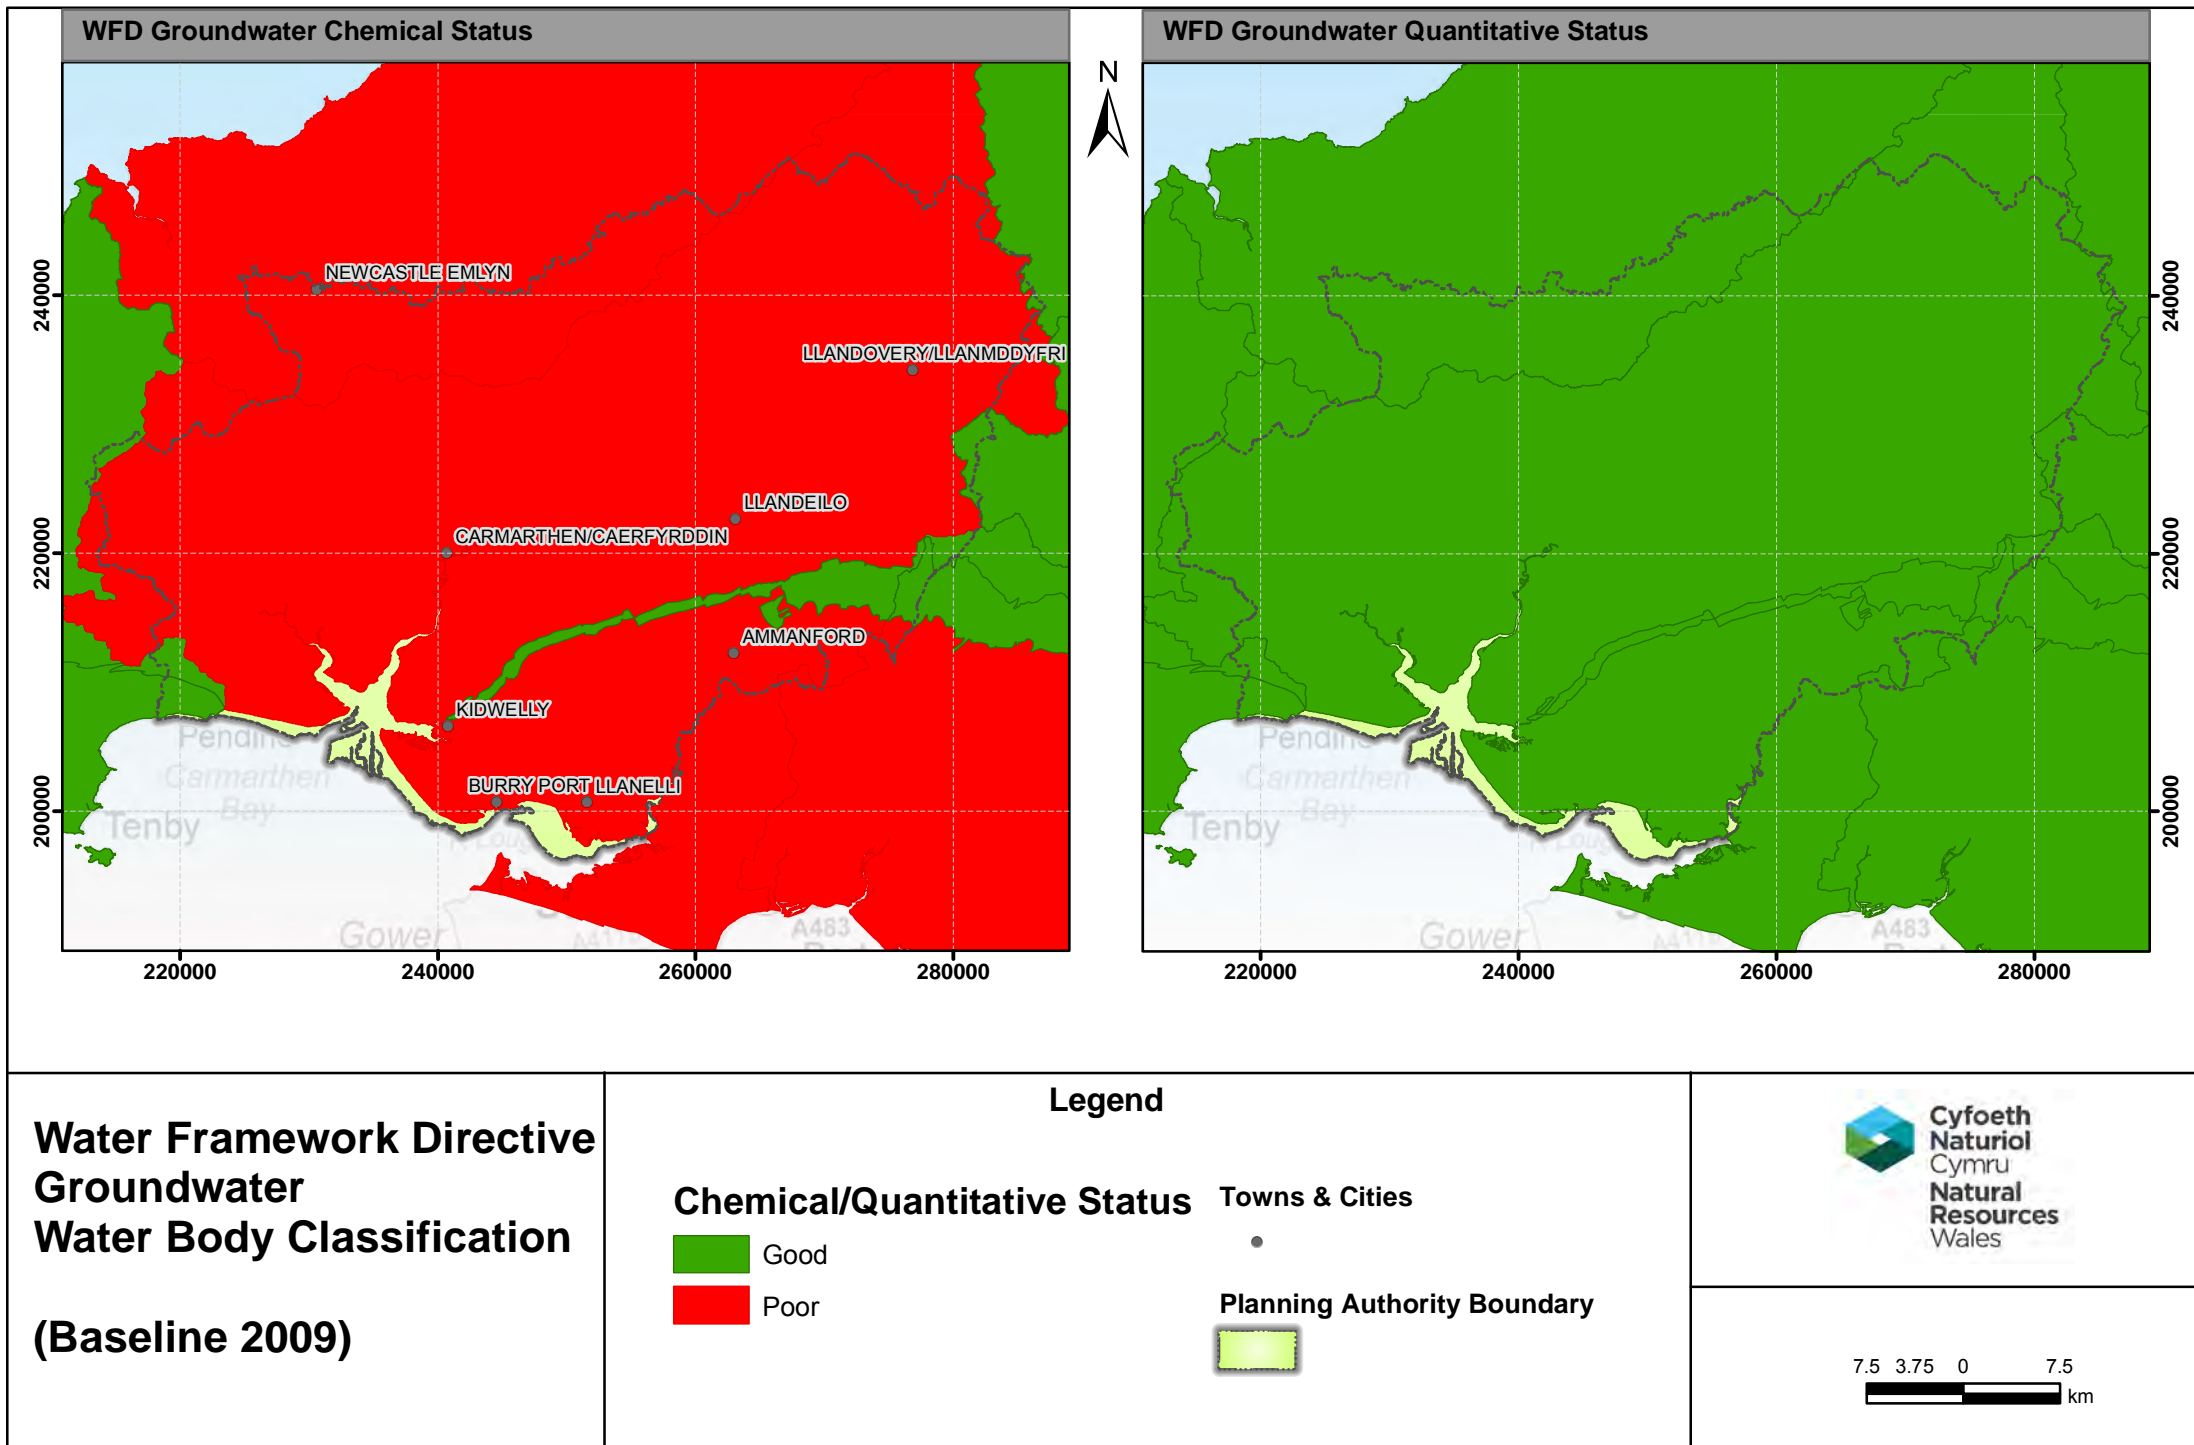 WFD Groundwater Chemical Status
WFD Groundwater Quantitative Status
N
NEWCASTLE EMLYN
LLANDOVERY/LLANMDDYFRI
LLANDEILO
CARMARTHEN/CAERFYRDDIN
AMMANFORD
KIDWELLY
BURRY PORT LLANELLI
Pendine
Carmarthen
Bay
Tenby
Gower
A483
240000
220000
200000
220000
240000
260000
280000
Pendine
Carmarthen
Bay
Tenby
Gower
A483
240000
220000
200000
220000
240000
260000
280000
Water Framework Directive
Groundwater
Water Body Classification
(Baseline 2009)
Legend
Chemical/Quantitative Status
Good
Poor
Towns & Cities
Planning Authority Boundary
Cyfoeth
Naturiol
Cymru
Natural
Resources
Wales
7.5 3.75 0 7.5
km